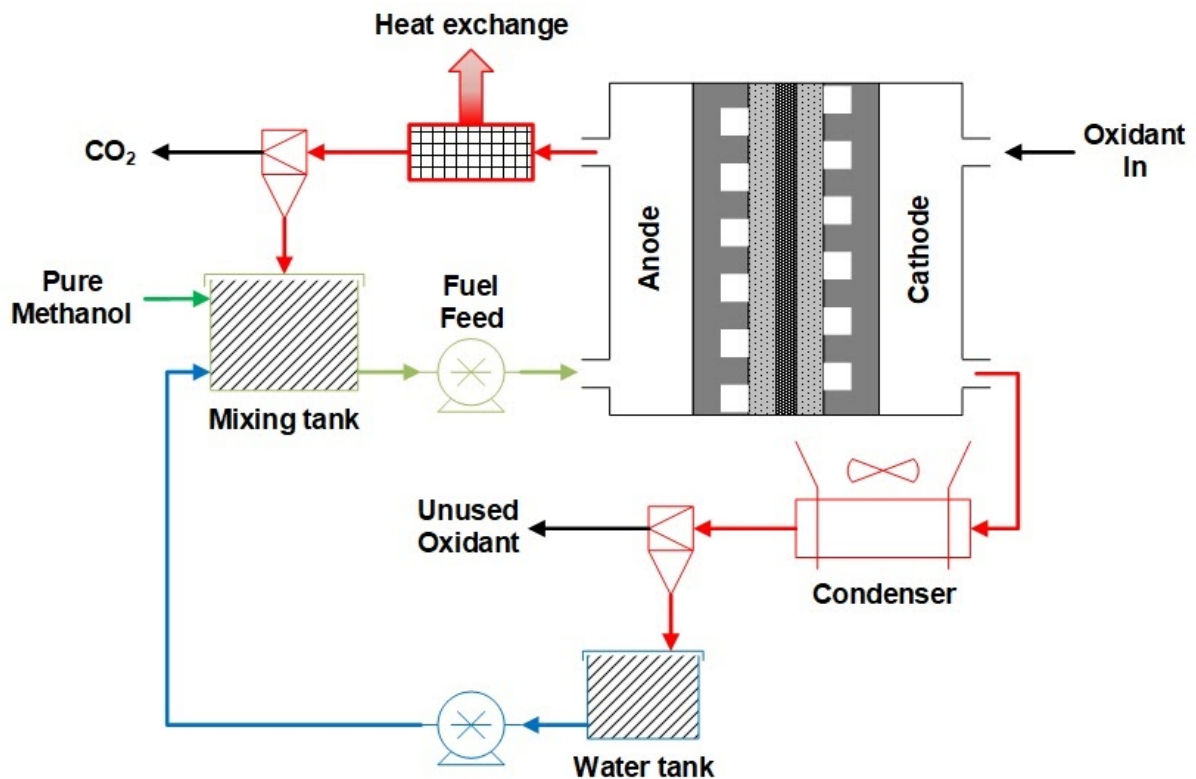 Heat exchange
CO₂
Oxidant
In
Anode
Cathode
Pure
Methanol
Fuel
Feed
Mixing tank
Unused
Oxidant
Condenser
Water tank